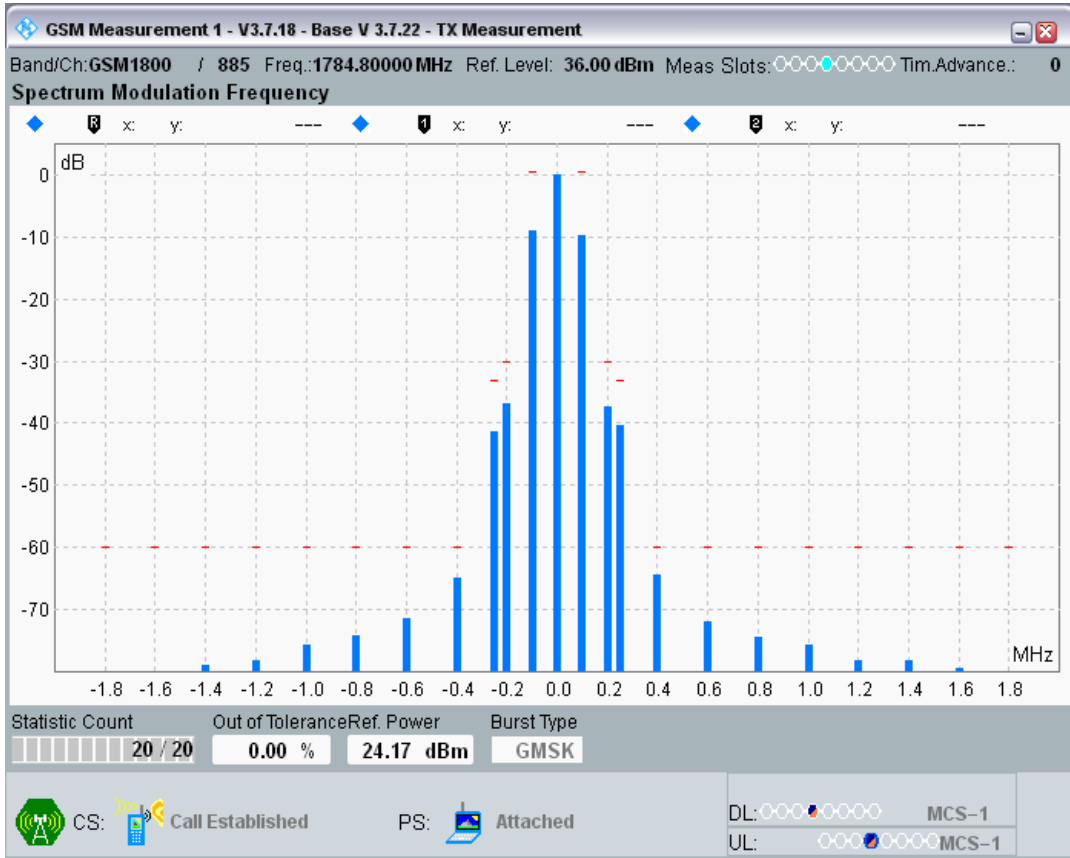 GSM Measurement 1 - V3.7.18 - Base V 3.7.22 - TX Measurement
Band/Ch:GSM1800 / 885 Freq.:1784.80000 MHz Ref. Level: 36.00 dBm Meas Slots: Tim.Advance.: 0
Spectrum Modulation Frequency
R x: y: --- 1 x: y: --- 2 x: y: ---
dB
0
-10
-20
-30
-40
-50
-60
-70
MHz
-1.8 -1.6 -1.4 -1.2 -1.0 -0.8 -0.6 -0.4 -0.2 0.0 0.2 0.4 0.6 0.8 1.0 1.2 1.4 1.6 1.8
Statistic Count Out of Tolerance Ref. Power Burst Type
20 / 20 0.00 % 24.17 dBm GMSK
CS: Call Established PS: Attached
DL: MCS-1
UL: MCS-1